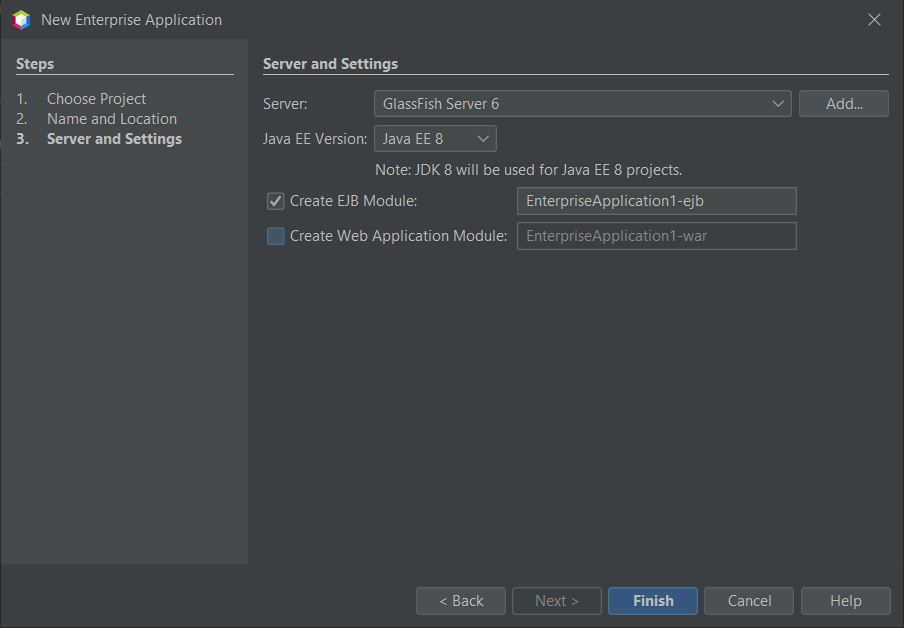 New Enterprise Application
Steps
1. Choose Project
2. Name and Location
3. Server and Settings
Server and Settings
Server: GlassFish Server 6 Add...
Java EE Version: Java EE 8
Note: JDK 8 will be used for Java EE 8 projects.
Create EJB Module: EnterpriseApplication1-ejb
Create Web Application Module: EnterpriseApplication1-war
< Back Next > Finish Cancel Help